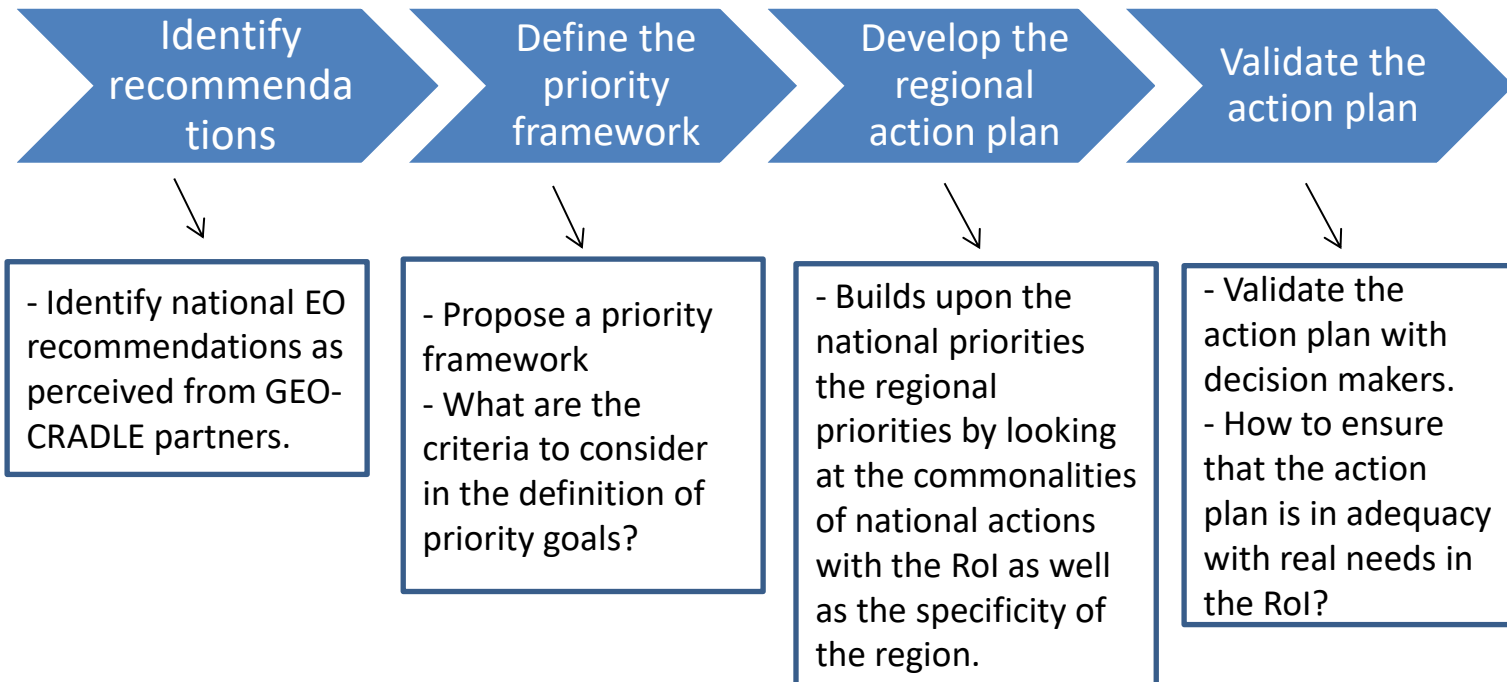 Identify
recommenda
tions
Define the
priority
framework
Develop the
regional
action plan
Validate the
action plan
- Identify national EO
recommendations as
perceived from GEO-
CRADLE partners.
- Propose a priority
framework
- What are the
criteria to consider
in the definition of
priority goals?
- Builds upon the
national priorities
the regional
priorities by looking
at the commonalities
of national actions
with the RoI as well
as the specificity of
the region.
- Validate the
action plan with
decision makers.
- How to ensure
that the action
plan is in adequacy
with real needs in
the RoI?